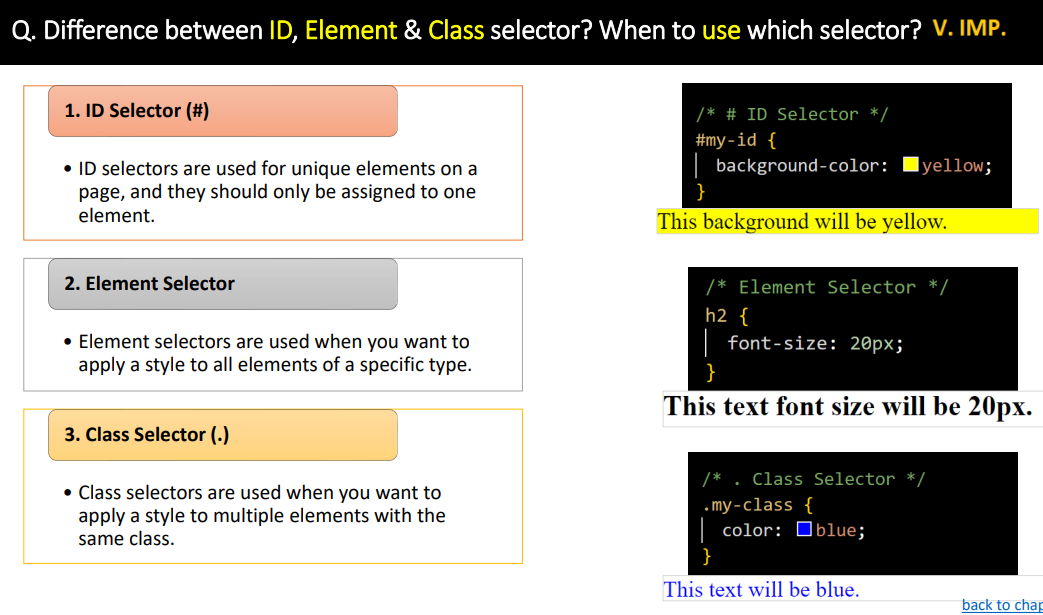 Q. Difference between ID, Element & Class selector? When to use which selector? V. IMP.
1. ID Selector (#)
• ID selectors are used for unique elements on a
page, and they should only be assigned to one
element.
/* # ID Selector */
#my-id {
background-color: yellow;
}
This background will be yellow.
2. Element Selector
• Element selectors are used when you want to
apply a style to all elements of a specific type.
/* Element Selector */
h2 {
font-size: 20px;
}
This text font size will be 20px.
3. Class Selector (.)
• Class selectors are used when you want to
apply a style to multiple elements with the
same class.
/* . Class Selector */
.my-class {
color: blue;
}
This text will be blue.
back to chap